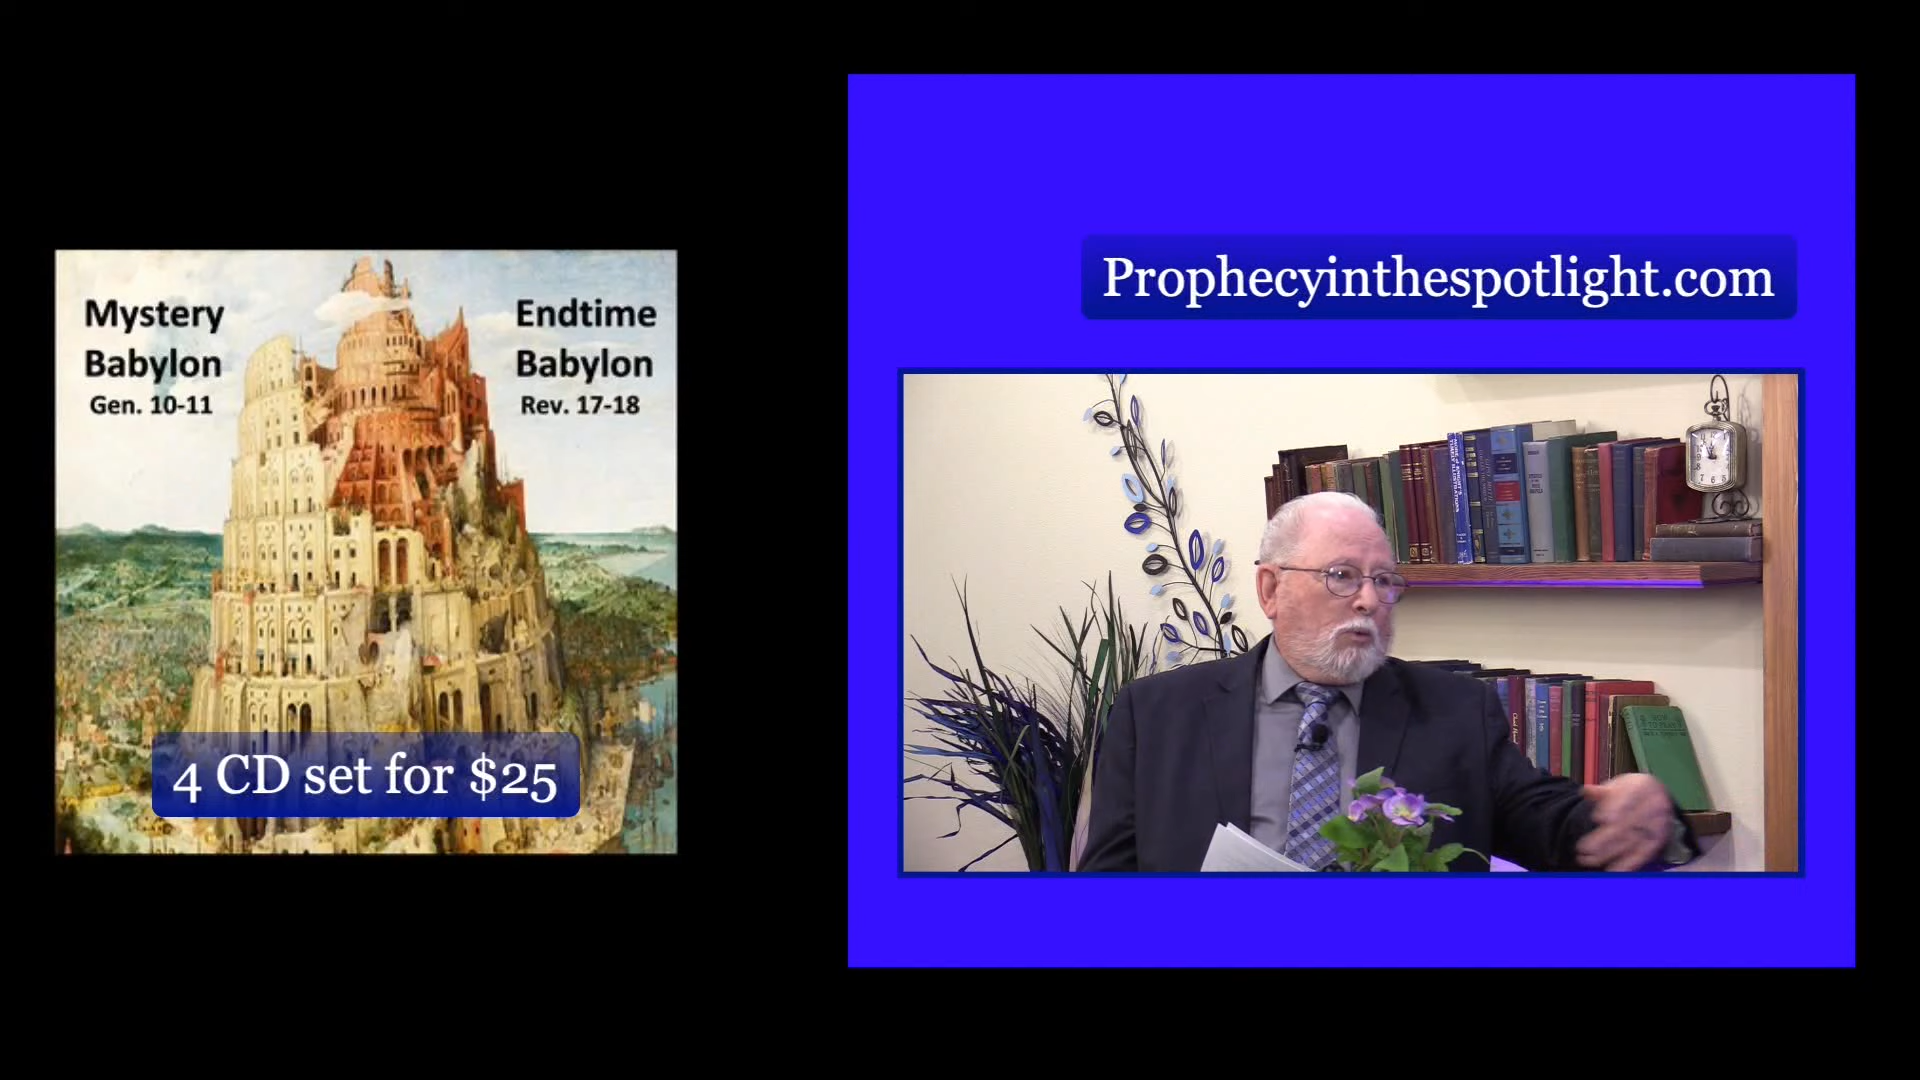 Mystery
Babylon
Gen. 10-11
Endtime
Babylon
Rev. 17-18
4 CD set for $25
Prophecyinthespotlight.com